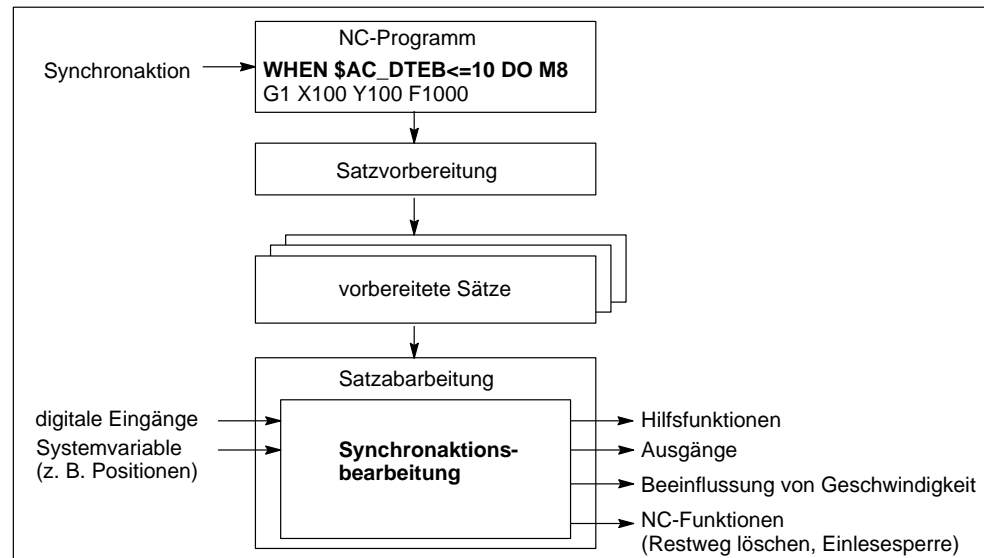 NC-Programm
Synchronaktion
WHEN $AC_DTEB<=10 DO M8
G1 X100 Y100 F1000
Satzvorbereitung
vorbereitete Sätze
Satzabarbeitung
digitale Eingänge
Systemvariable
(z. B. Positionen)
Synchronaktions-
bearbeitung
Hilfsfunktionen
Ausgänge
Beeinflussung von Geschwindigkeit
NC-Funktionen
(Restweg löschen, Einlesesperre)